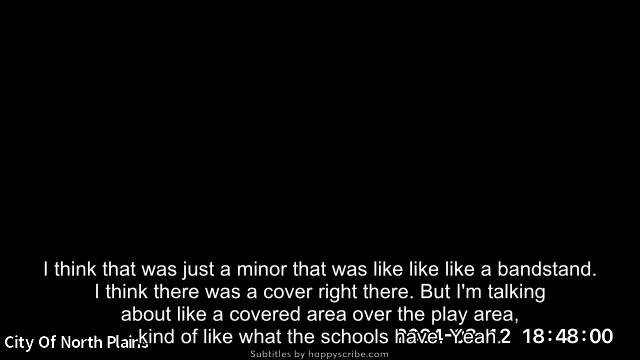 I think that was just a minor that was like like like a bandstand.
I think there was a cover right there. But I'm talking
about like a covered area over the play area,
kind of like what the schools have. Yeah.
City Of North Plains
18:48:00
Subtitles by happyscribe.com